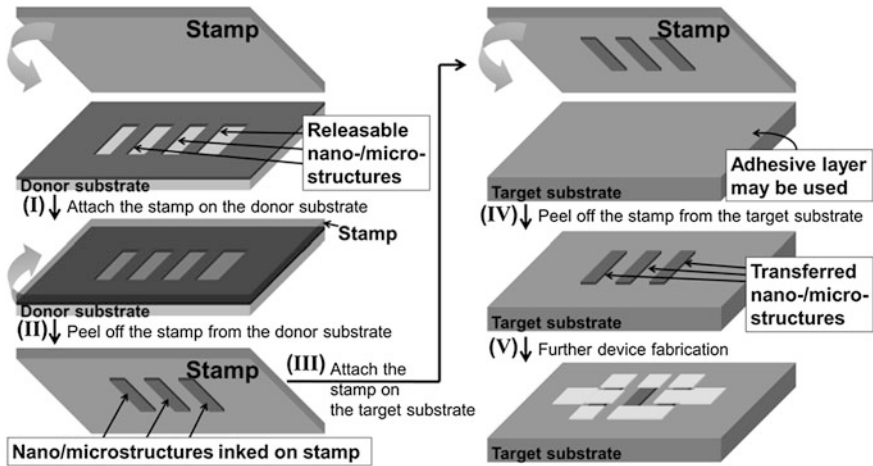 Stamp
Releasable
nano-/micro-
structures
Donor substrate
(I) Attach the stamp on the donor substrate
Stamp
Donor substrate
(II) Peel off the stamp from the donor substrate
Stamp
Nano/microstructures inked on stamp
(III) Attach the
stamp on
the target substrate
Stamp
Adhesive layer
may be used
Target substrate
(IV) Peel off the stamp from the target substrate
Transferred
nano-/micro-
structures
Target substrate
(V) Further device fabrication
Target substrate